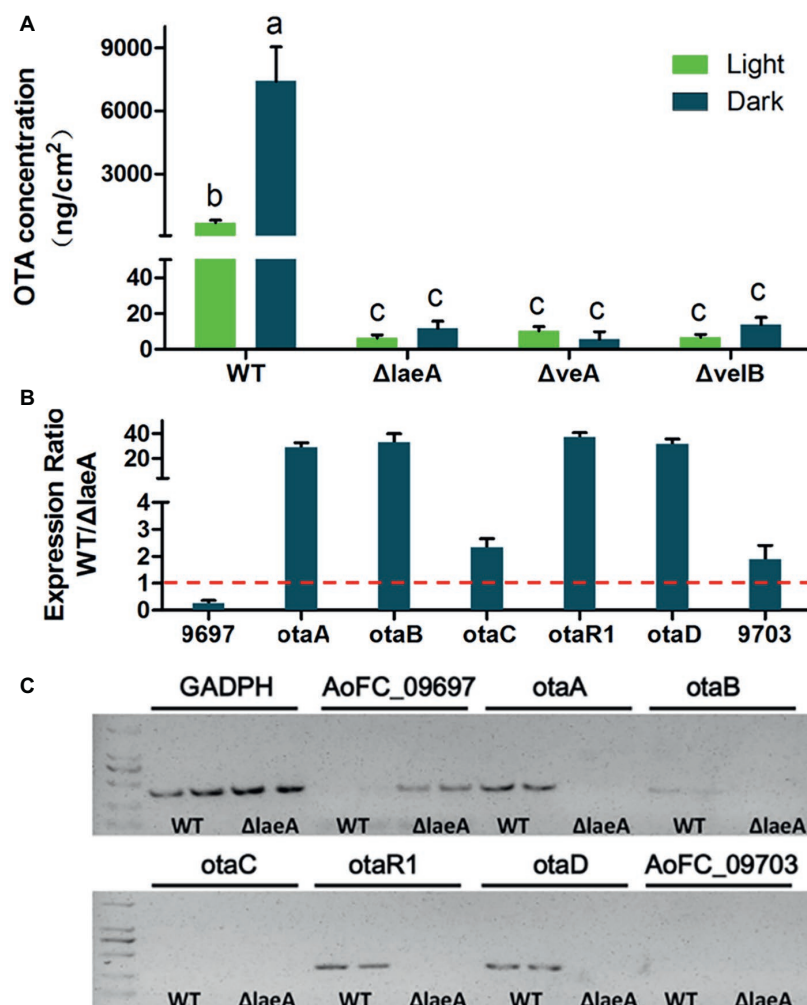 A
9000
6000
3000
40
20
0
OTA concentration
(ng/cm2)
a
b
c c c c c c
Light
Dark
WT ΔlaeA ΔveA ΔvelB
B
Expression Ratio
WT/ΔlaeA
40
20
4
3
2
1
0
9697 otaA otaB otaC otaR1 otaD 9703
C
GADPH AoFC_09697 otaA otaB
WT ΔlaeA WT ΔlaeA WT ΔlaeA WT ΔlaeA
otaC otaR1 otaD AoFC_09703
WT ΔlaeA WT ΔlaeA WT ΔlaeA WT ΔlaeA